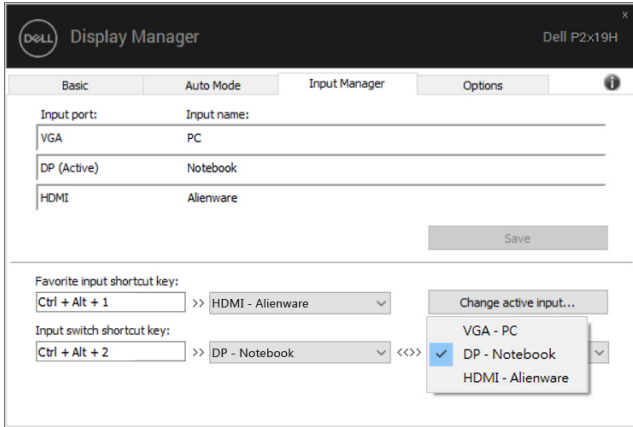 DELL Display Manager Dell P2x19H
Basic Auto Mode Input Manager Options
Input port: Input name:
VGA PC
DP (Active) Notebook
HDMI Alienware
Save
Favorite input shortcut key:
Ctrl + Alt + 1 >> HDMI - Alienware Change active input...
Input switch shortcut key:
Ctrl + Alt + 2 >> DP - Notebook <<>>
VGA - PC
DP - Notebook
HDMI - Alienware